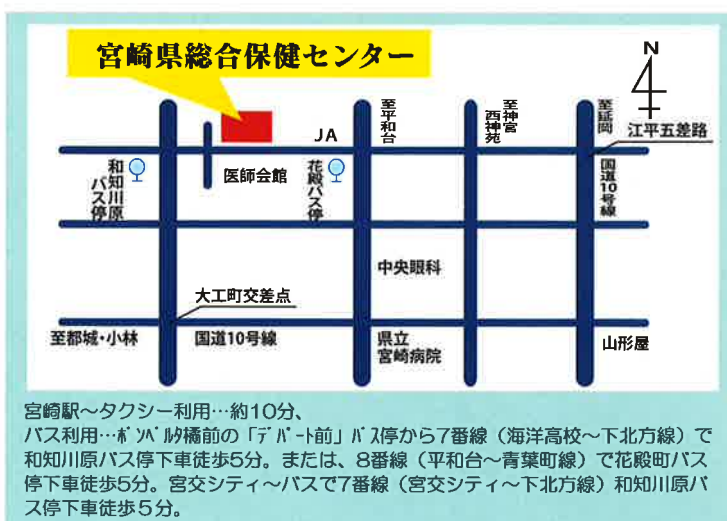 宮崎県総合保健センター
N
至平和台
至神宮
西神苑
至延岡
江平五差路
JA
和知川原
バス停
医師会館
花殿バス停
国道10号線
中央眼科
大工町交差点
至都城・小林
国道10号線
県立
宮崎病院
山形屋
宮崎駅～タクシー利用…約10分、
バス利用…ボンベルタ橘前の「デパート前」バス停から7番線（海洋高校～下北方線）で
和知川原バス停下車徒歩5分。または、8番線（平和台～青葉町線）で花殿町バス
停下車徒歩5分。宮交シティ～バスで7番線（宮交シティ～下北方線）和知川原バ
ス停下車徒歩５分。